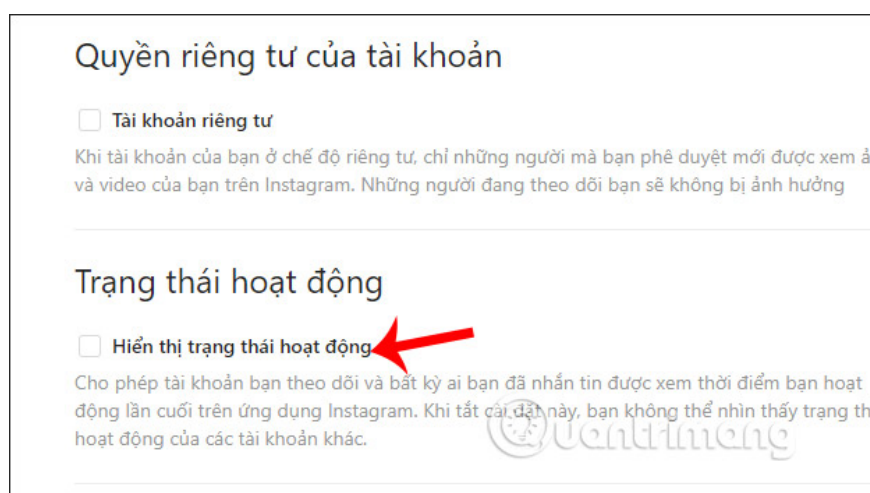 Quyền riêng tư của tài khoản
Tài khoản riêng tư
Khi tài khoản của bạn ở chế độ riêng tư, chỉ những người mà bạn phê duyệt mới được xem
và video của bạn trên Instagram. Những người đang theo dõi bạn sẽ không bị ảnh hưởng
Trạng thái hoạt động
Hiển thị trạng thái hoạt động
Cho phép tài khoản bạn theo dõi và bất kỳ ai bạn đã nhắn tin được xem thời điểm bạn hoạt
động lần cuối trên ứng dụng Instagram. Khi tắt cài đặt này, bạn không thể nhìn thấy trạng
hoạt động của các tài khoản khác.
Quantrimang